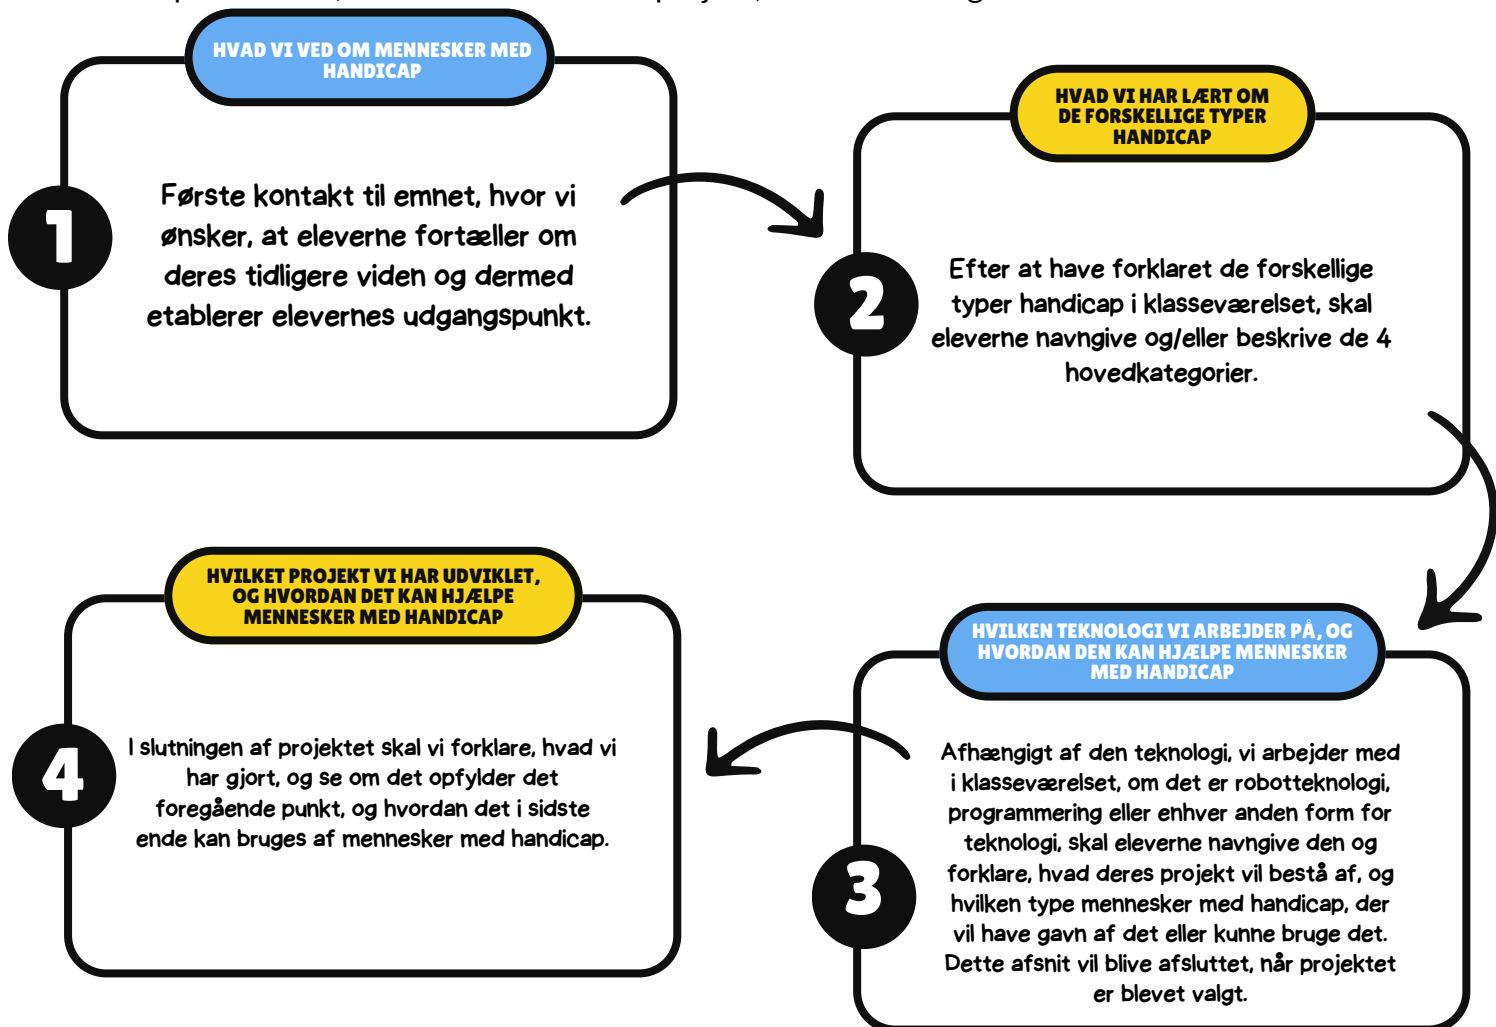 HVAD VI VED OM MENNESKER MED
HANDICAP
1
Første kontakt til emnet, hvor vi
ønsker, at eleverne fortæller om
deres tidligere viden og dermed
etablerer elevernes udgangspunkt.
HVAD VI HAR LÆRT OM
DE FORSKELLIGE TYPER
HANDICAP
2
Efter at have forklaret de forskellige
typer handicap i klasseværelset, skal
eleverne navngive og/eller beskrive de 4
hovedkategorier.
HVILKEN TEKNOLOGI VI ARBEJDER PÅ, OG
HVORDAN DEN KAN HJÆLPE MENNESKER
MED HANDICAP
3
Afhængigt af den teknologi, vi arbejder med
i klasseværelset, om det er robotteknologi,
programmering eller enhver anden form for
teknologi, skal eleverne navngive den og
forklare, hvad deres projekt vil bestå af, og
hvilken type mennesker med handicap, der
vil have gavn af det eller kunne bruge det.
Dette afsnit vil blive afsluttet, når projektet
er blevet valgt.
HVILKET PROJEKT VI HAR UDVIKLET,
OG HVORDAN DET KAN HJÆLPE
MENNESKER MED HANDICAP
4
I slutningen af projektet skal vi forklare, hvad vi
har gjort, og se om det opfylder det
foregående punkt, og hvordan det i sidste
ende kan bruges af mennesker med handicap.